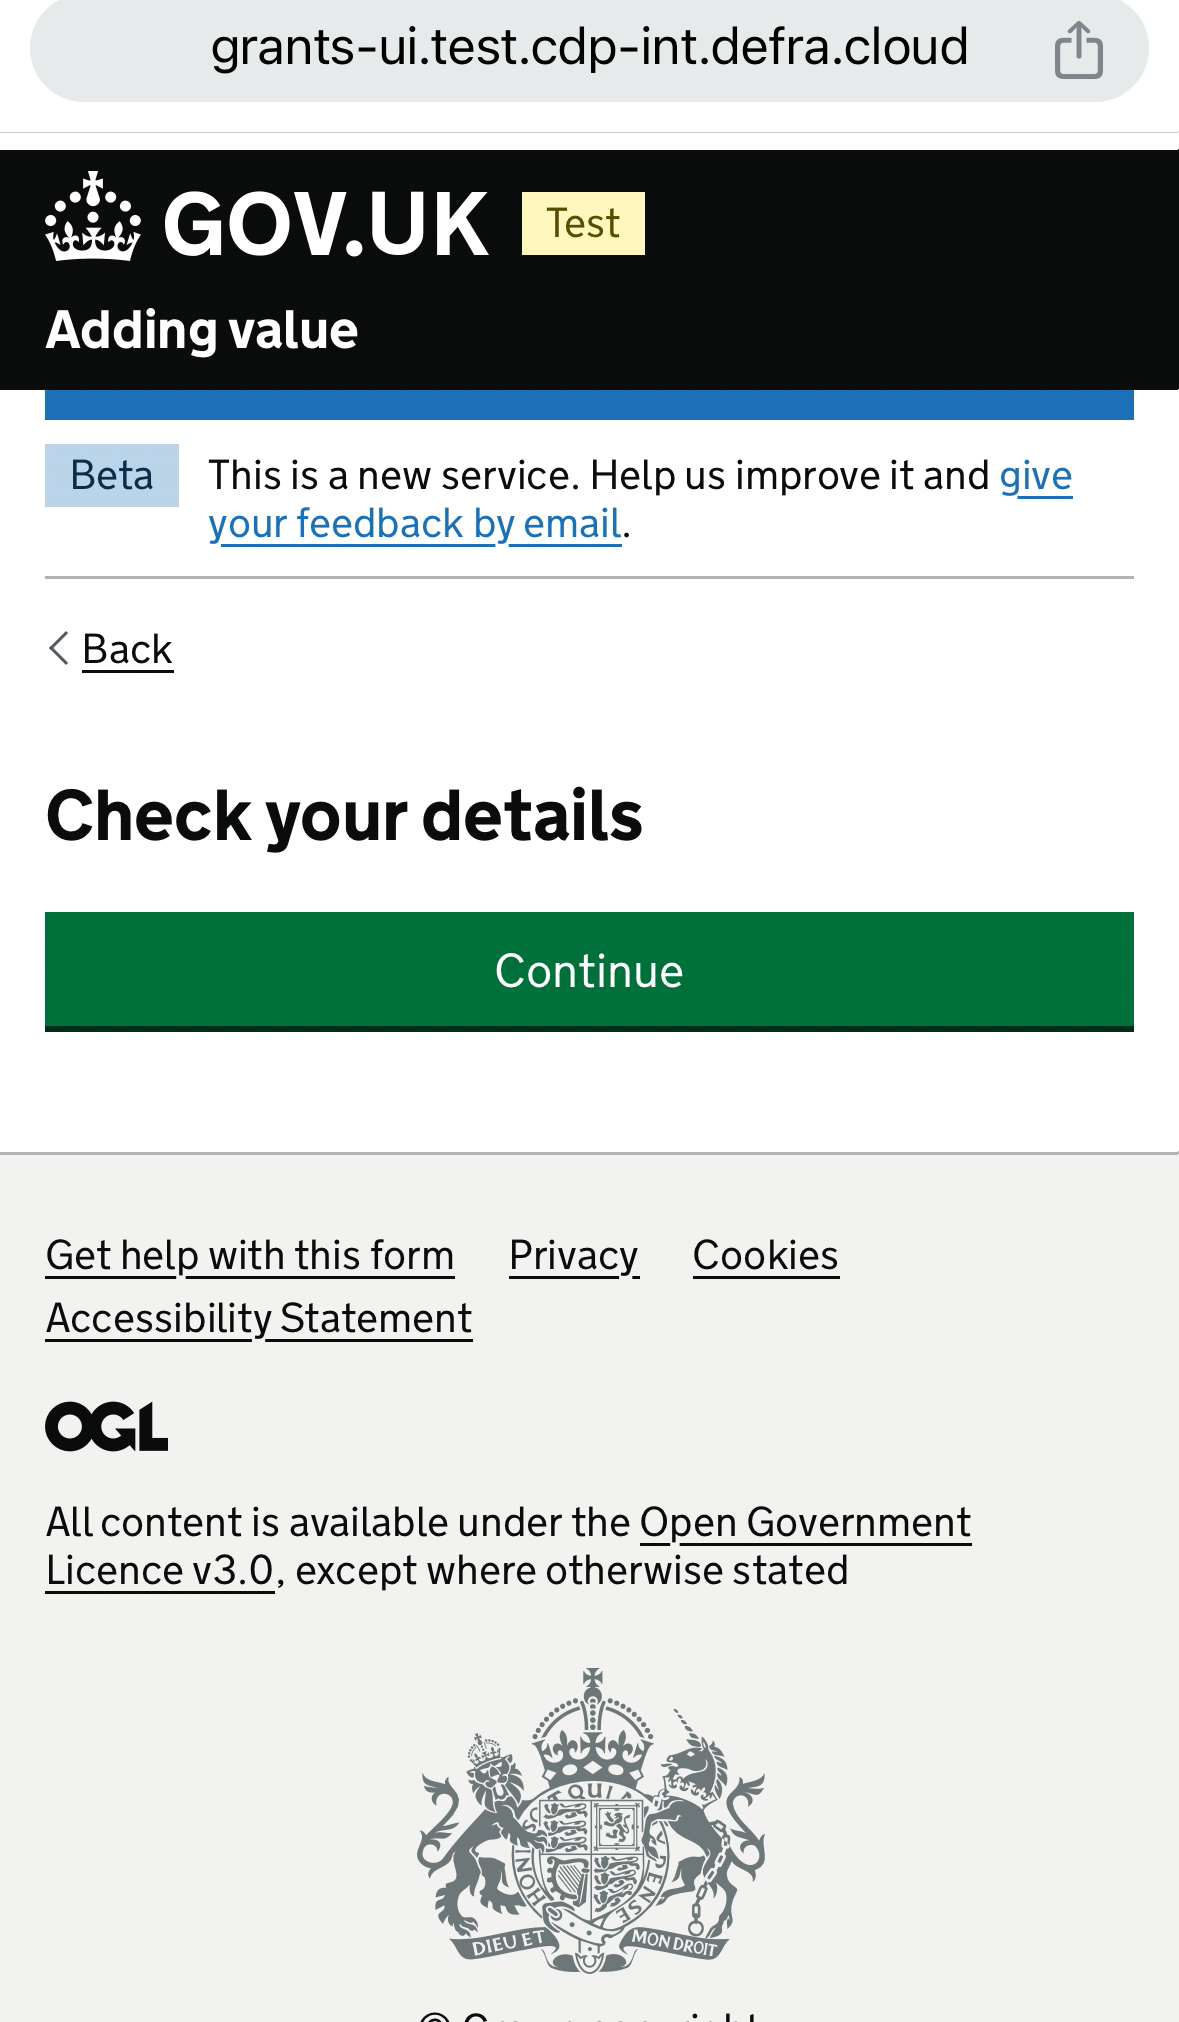 grants-ui.test.cdp-int.defra.cloud
GOV.UK Test
Adding value
Beta This is a new service. Help us improve it and give
your feedback by email.
Back
Check your details
Continue
Get help with this form Privacy Cookies
Accessibility Statement
OGL
All content is available under the Open Government
Licence v3.0, except where otherwise stated
QUI
HONI
PENSE
DIEU ET MON DROIT
© Crown copyright